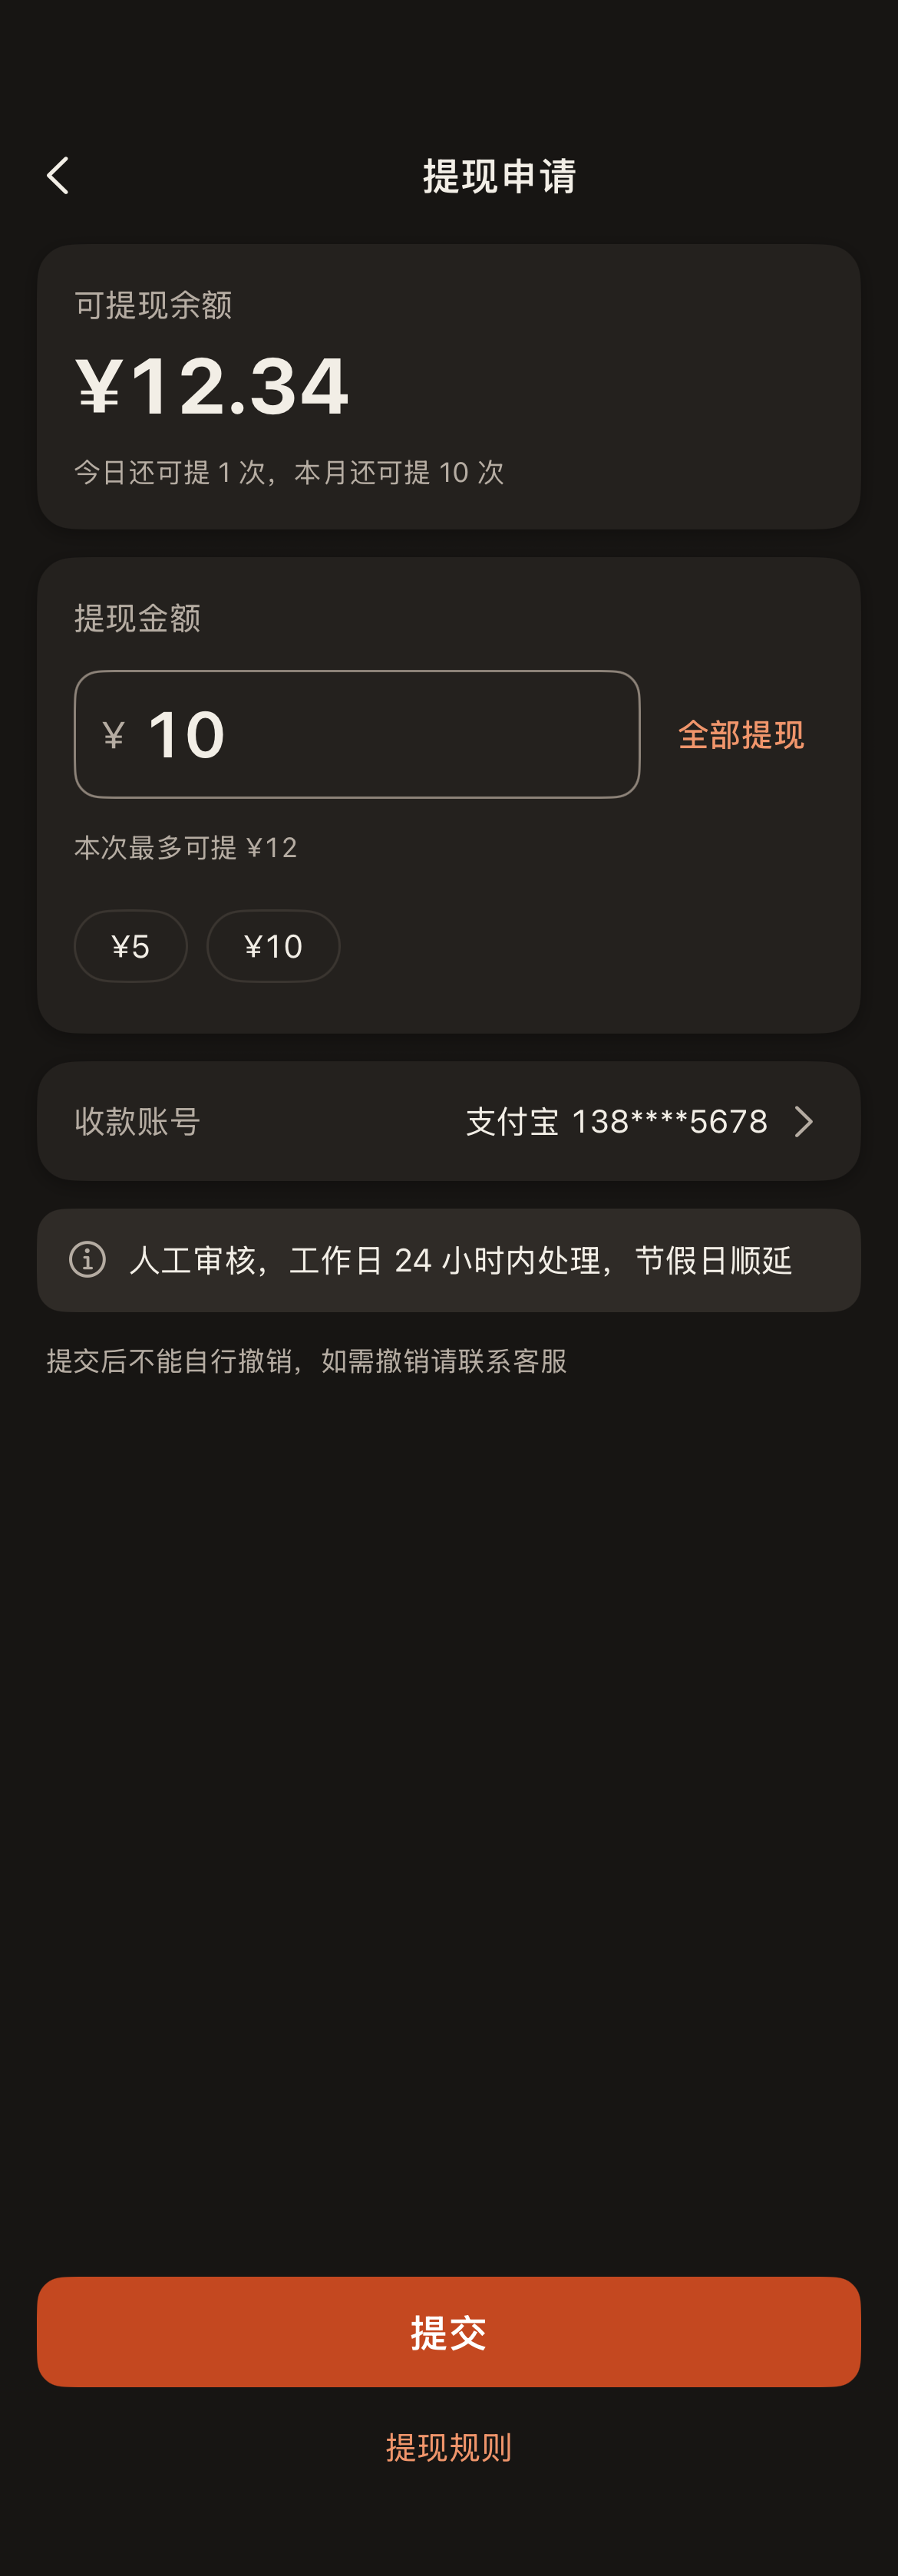 提现申请
可提现余额
¥12.34
今日还可提 1 次，本月还可提 10 次
提现金额
¥ 10
全部提现
本次最多可提 ¥12
¥5 ¥10
收款账号 支付宝 138****5678
人工审核，工作日 24 小时内处理，节假日顺延
提交后不能自行撤销，如需撤销请联系客服
提交
提现规则